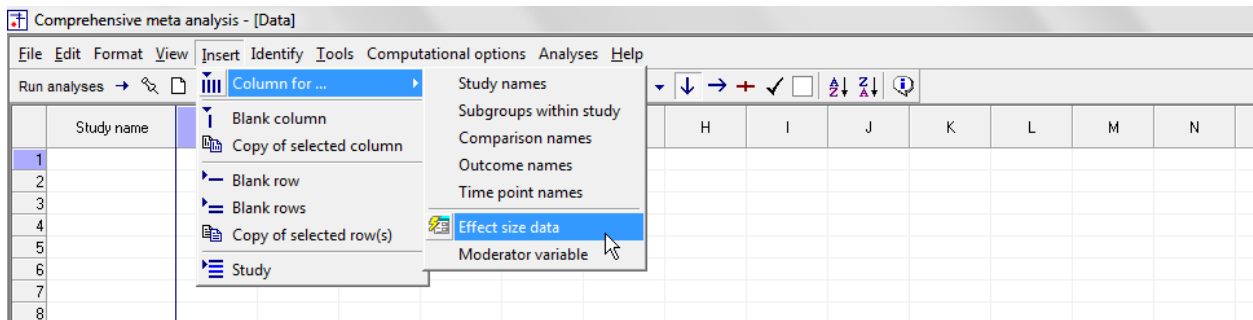 Comprehensive meta analysis - [Data]
File Edit Format View Insert Identify Tools Computational options Analyses Help
Run analyses
Column for ...
Blank column
Copy of selected column
Blank row
Blank rows
Copy of selected row(s)
Study
Study names
Subgroups within study
Comparison names
Outcome names
Time point names
Effect size data
Moderator variable
Study name H I J K L M N
1
2
3
4
5
6
7
8